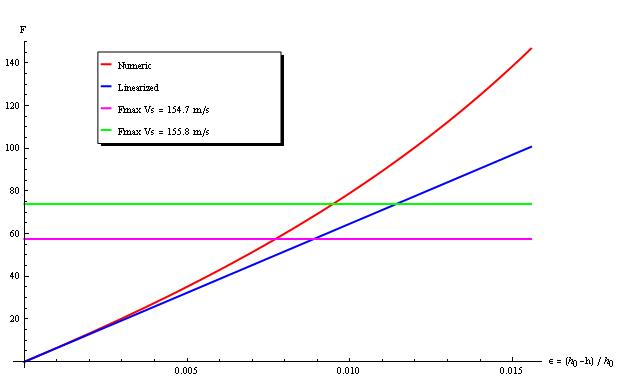 F
140
120
100
80
60
40
20
Numeric
Linearized
Fmax Vs = 154.7 m/s
Fmax Vs = 155.8 m/s
0.005 0.010 0.015
ϵ = (h0 - h) / h0